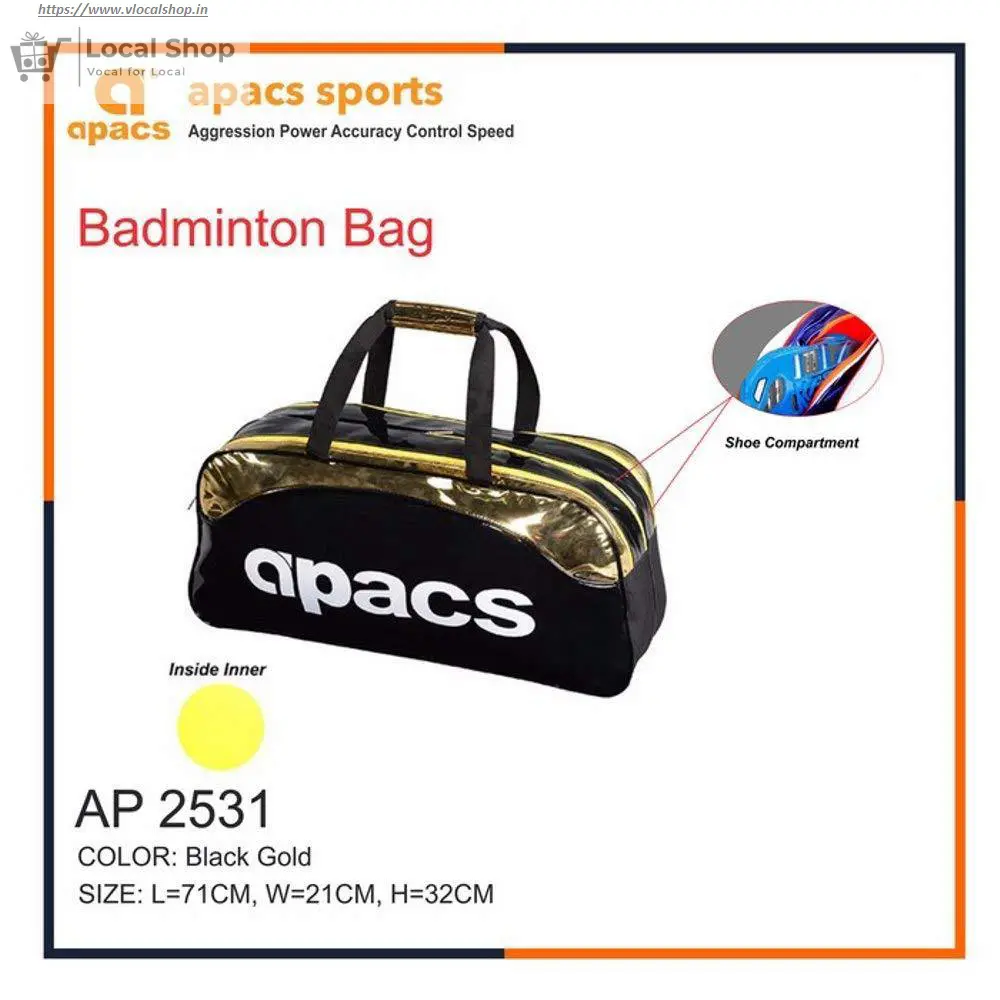 https://www.vlocalshop.in
Local Shop
Vocal for Local
apacs
apacs sports
Aggression Power Accuracy Control Speed
Badminton Bag
Shoe Compartment
apacs
Inside Inner
AP 2531
COLOR: Black Gold
SIZE: L=71CM, W=21CM, H=32CM